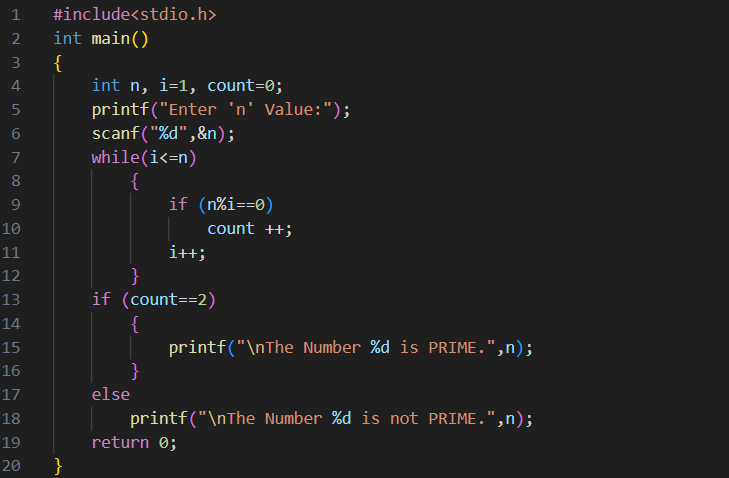 1 #include<stdio.h>
2 int main()
3 {
4 int n, i=1, count=0;
5 printf("Enter 'n' Value:");
6 scanf("%d",&n);
7 while(i<=n)
8 {
9 if (n%i==0)
10 count ++;
11 i++;
12 }
13 if (count==2)
14 {
15 printf("\nThe Number %d is PRIME.",n);
16 }
17 else
18 printf("\nThe Number %d is not PRIME.",n);
19 return 0;
20 }